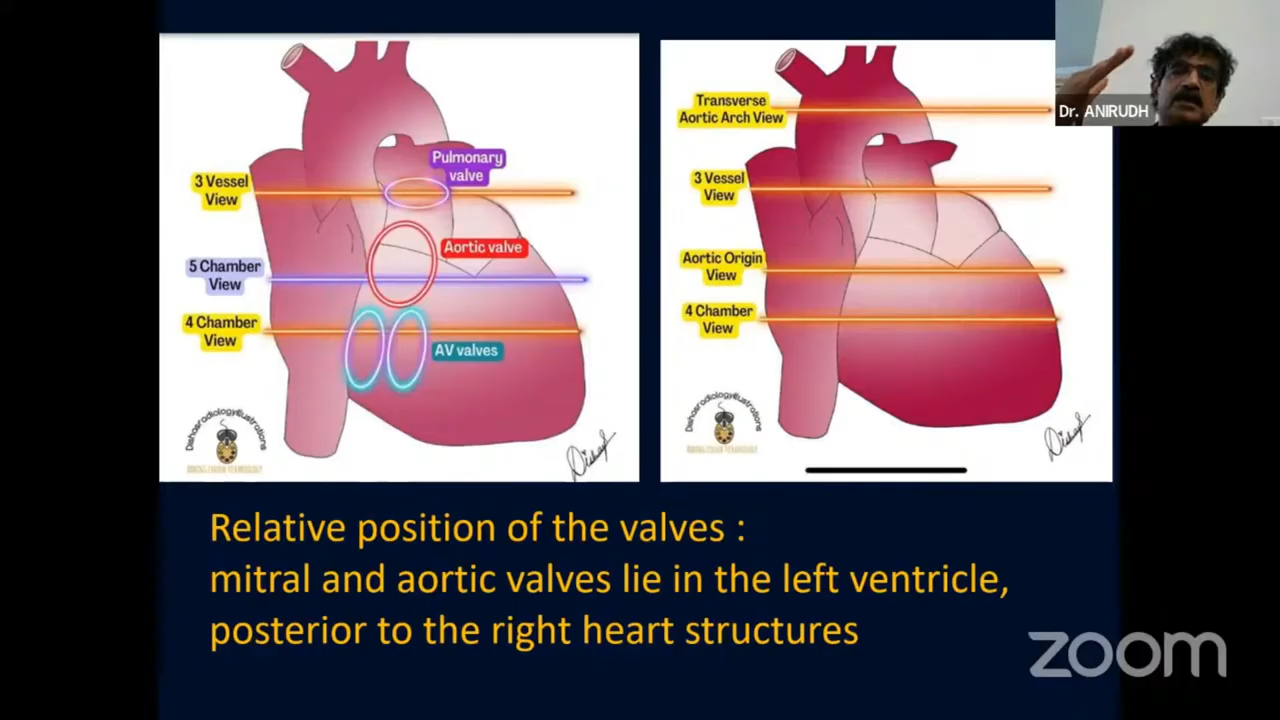 Pulmonary
valve
3 Vessel
View
Aortic valve
5 Chamber
View
4 Chamber
View
AV valves
Dishasradiologyillustrations
Transverse
Aortic Arch View
3 Vessel
View
Aortic Origin
View
4 Chamber
View
Dishasradiologyillustrations
Dr. ANIRUDH
Relative position of the valves :
mitral and aortic valves lie in the left ventricle,
posterior to the right heart structures
zoom